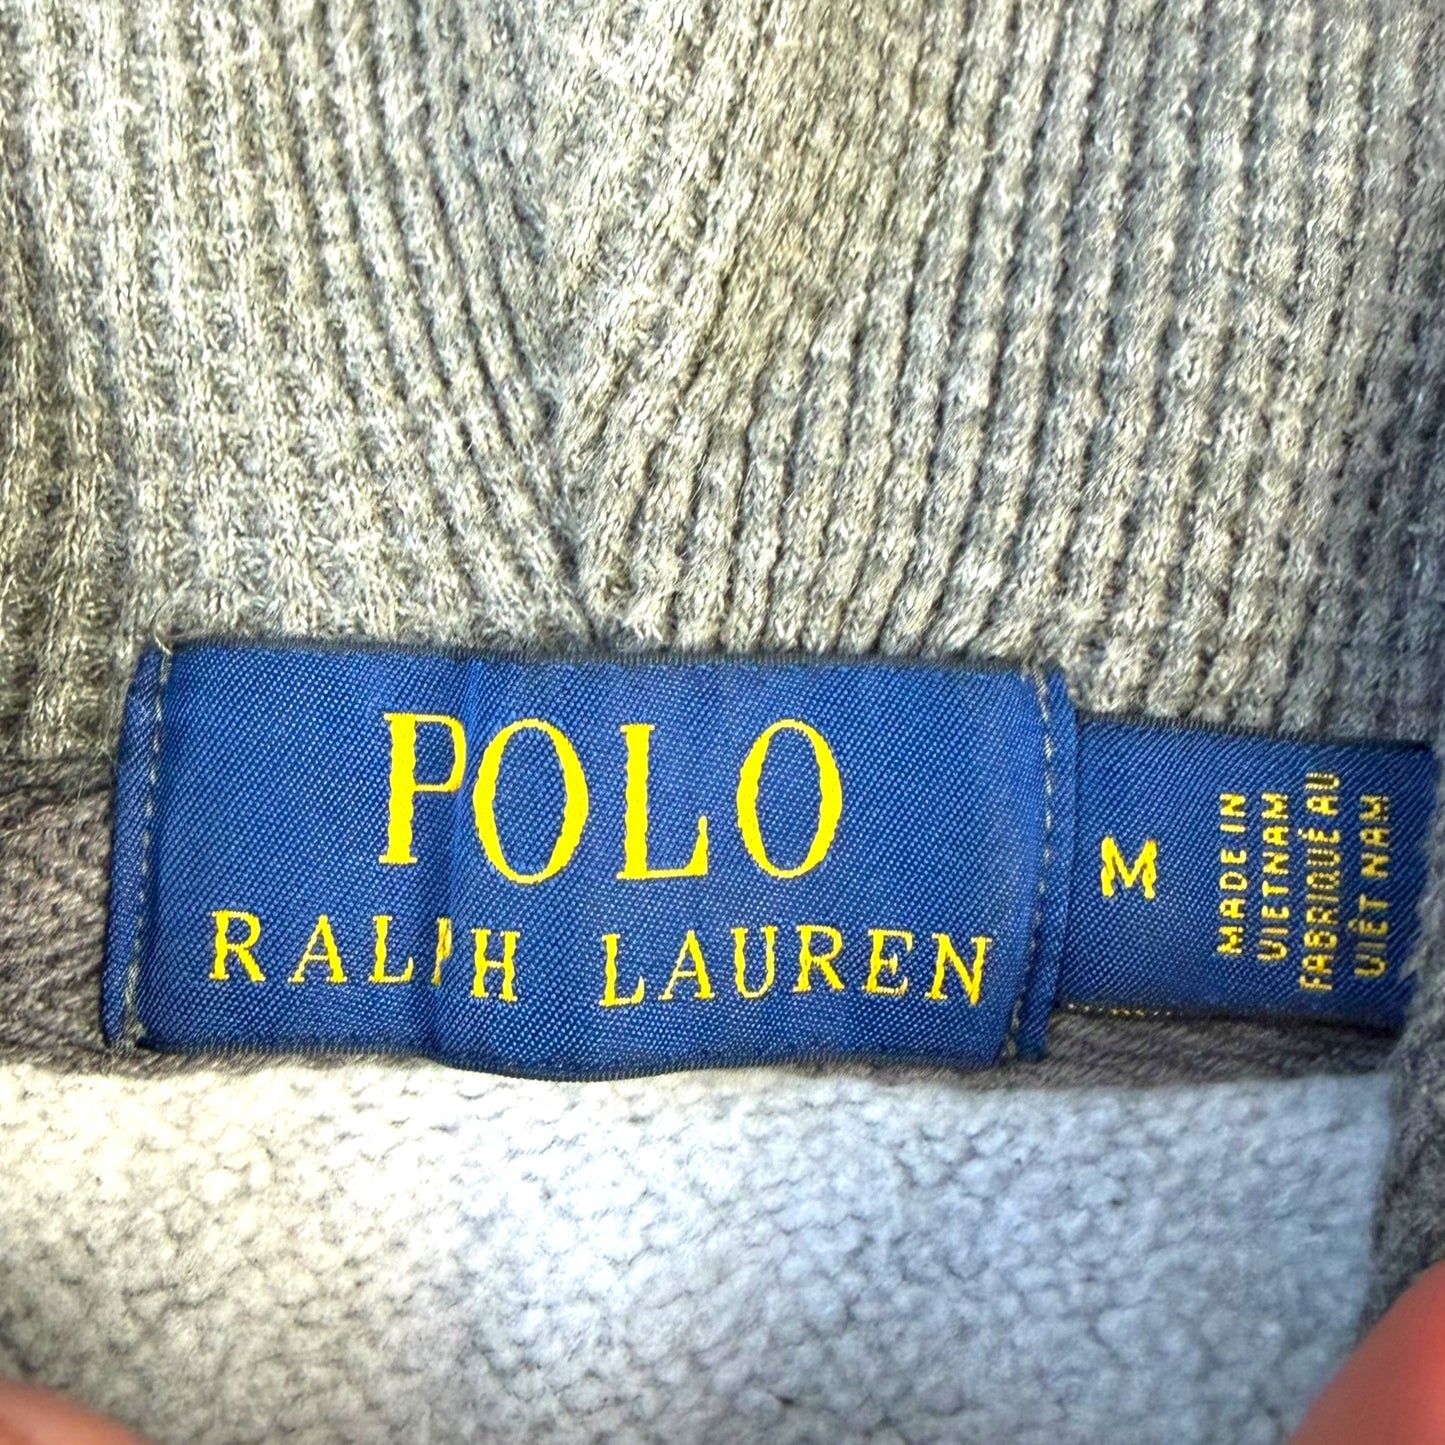 POLO
RALPH LAUREN
M
MADE IN
VIETNAM
FABRIQUÉ AU
VIÊT NAM